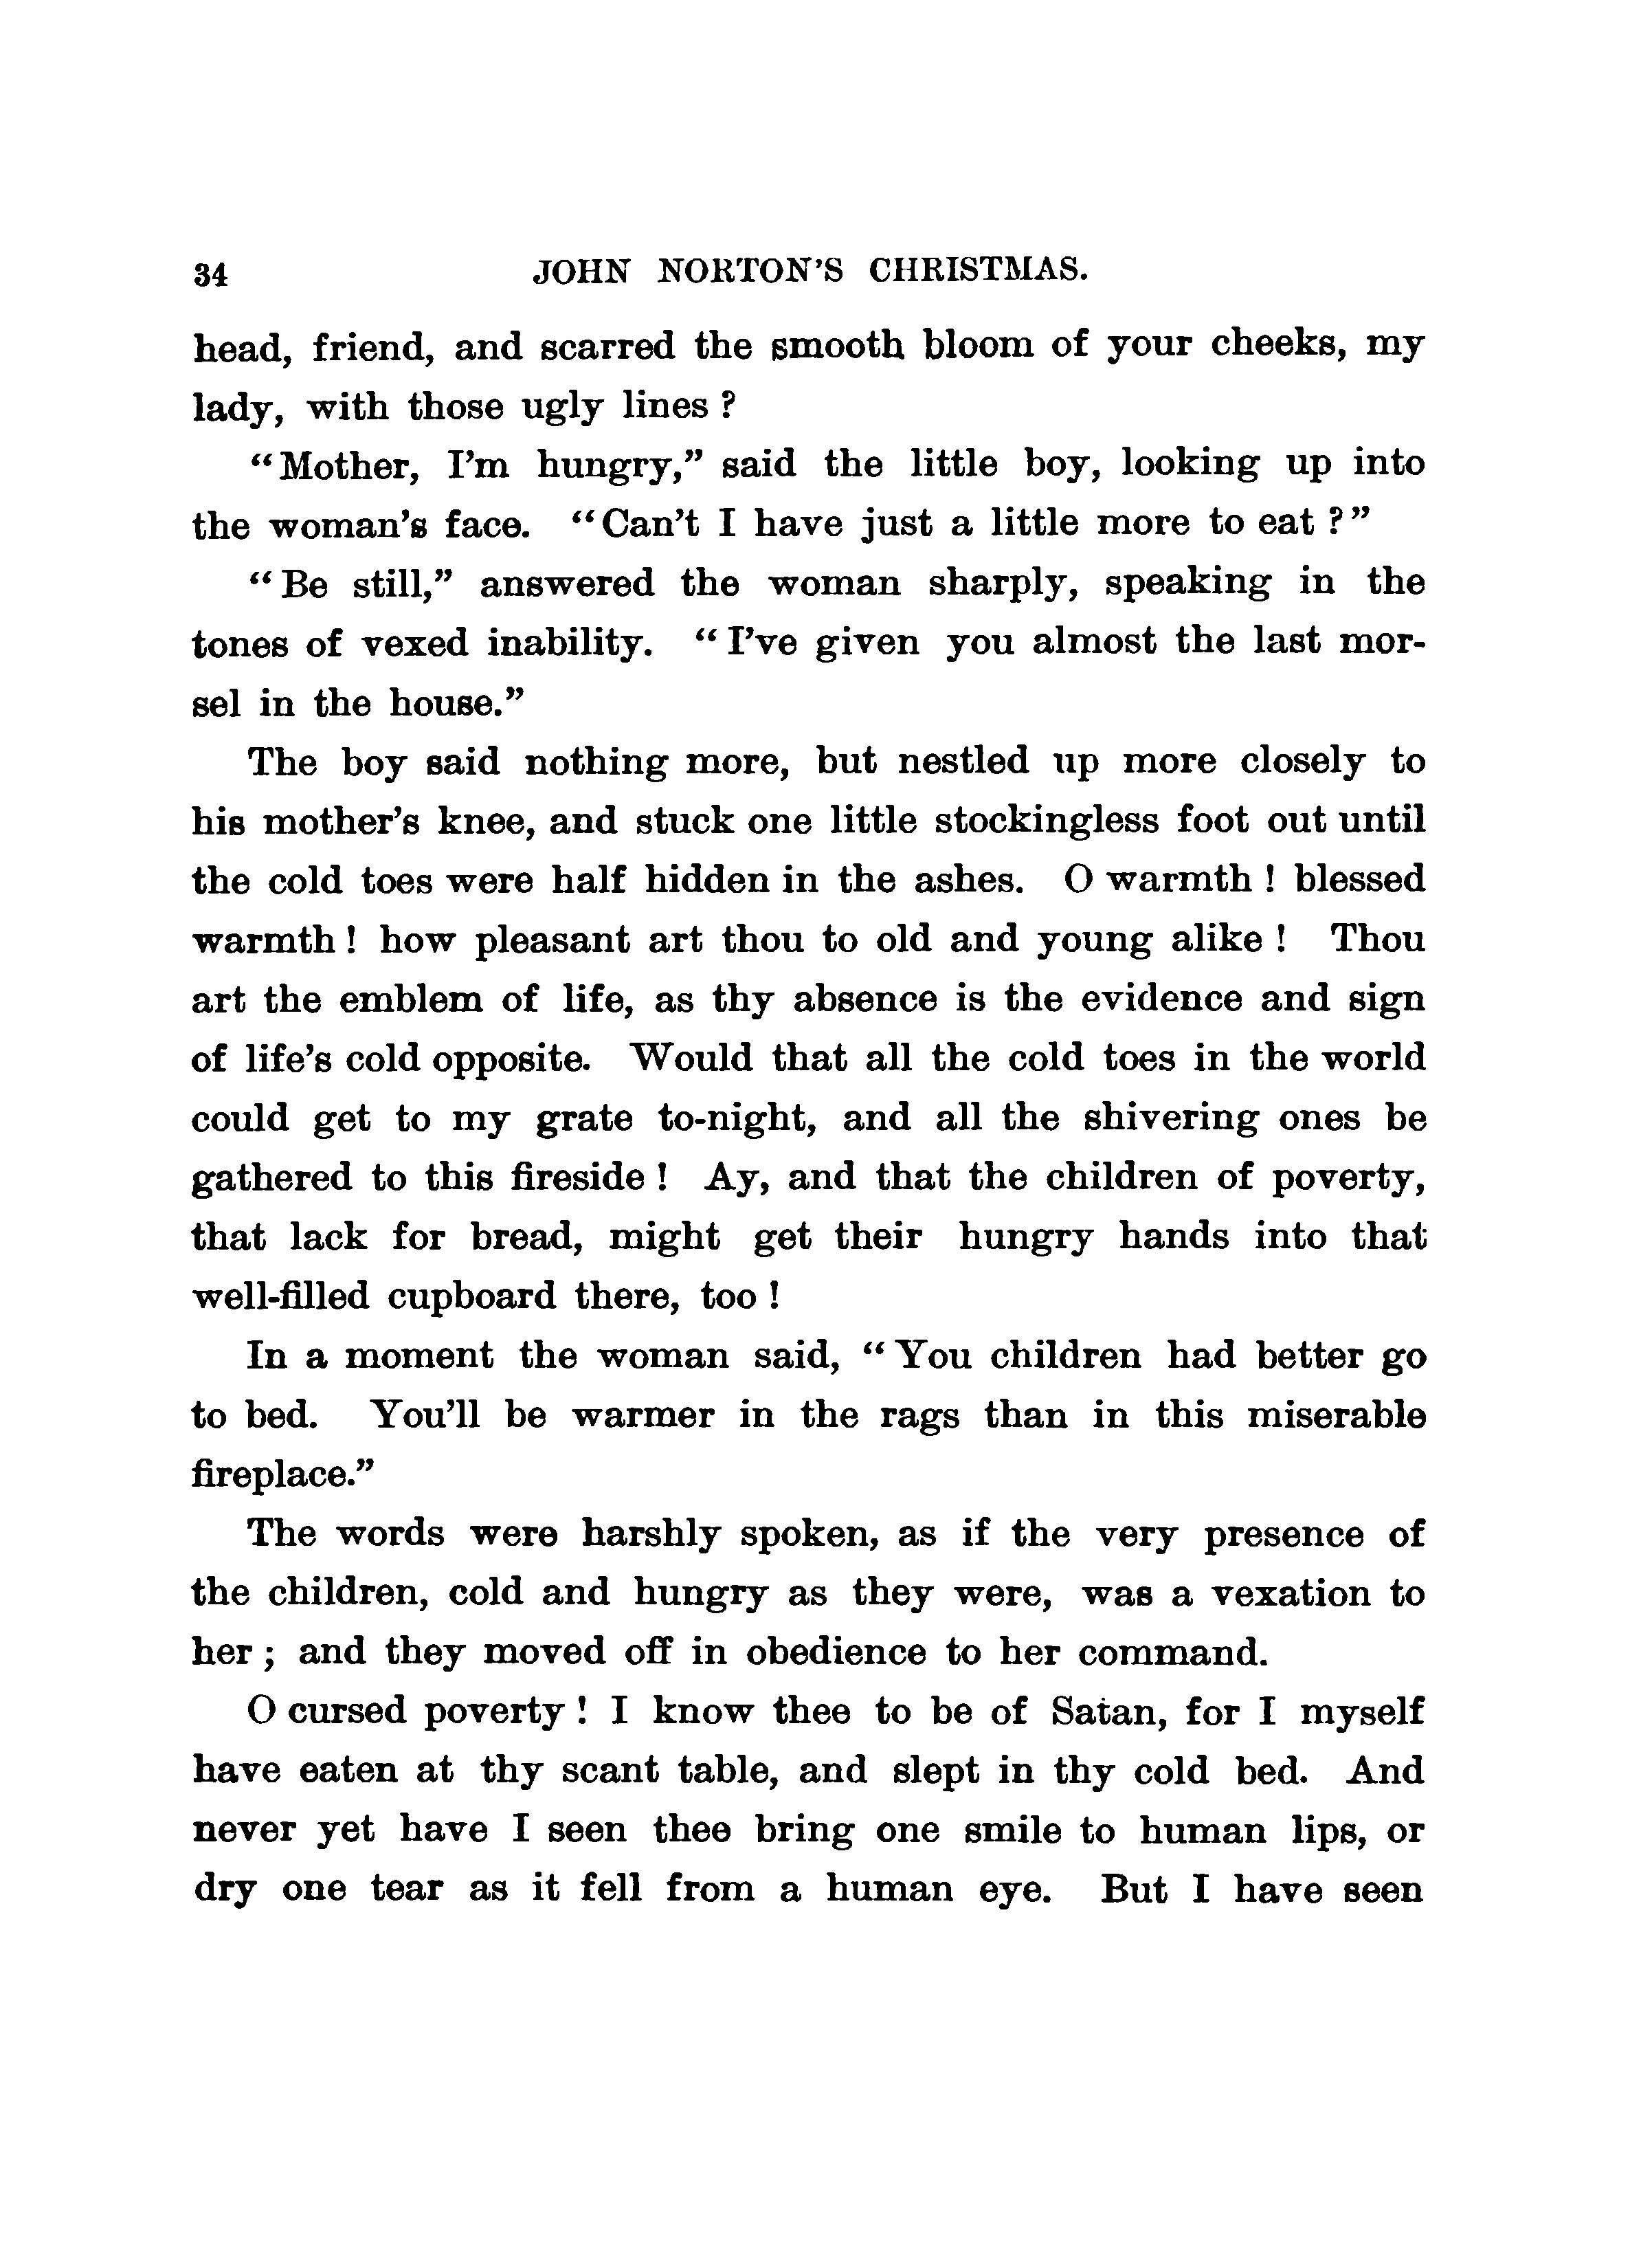 34 JOHN NORTON'S CHRISTMAS.
head, friend, and scarred the smooth bloom of your cheeks, my
lady, with those ugly lines ?
“Mother, I'm hungry,” said the little boy, looking up into
the woman's face. “Can't I have just a little more to eat ?”
“Be still,” answered the woman sharply, speaking in the
tones of vexed inability. “I've given you almost the last mor-
sel in the house.”
The boy said nothing more, but nestled up more closely to
his mother's knee, and stuck one little stockingless foot out until
the cold toes were half hidden in the ashes. O warmth ! blessed
warmth ! how pleasant art thou to old and young alike ! Thou
art the emblem of life, as thy absence is the evidence and sign
of life's cold opposite. Would that all the cold toes in the world
could get to my grate to-night, and all the shivering ones be
gathered to this fireside ! Ay, and that the children of poverty,
that lack for bread, might get their hungry hands into that
well-filled cupboard there, too !
In a moment the woman said, “You children had better go
to bed. You'll be warmer in the rags than in this miserable
fireplace.”
The words were harshly spoken, as if the very presence of
the children, cold and hungry as they were, was a vexation to
her ; and they moved off in obedience to her command.
O cursed poverty ! I know thee to be of Satan, for I myself
have eaten at thy scant table, and slept in thy cold bed. And
never yet have I seen thee bring one smile to human lips, or
dry one tear as it fell from a human eye. But I have seen